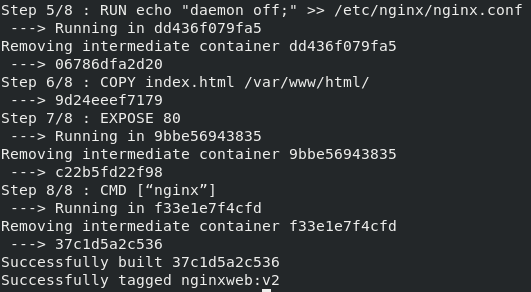 Step 5/8 : RUN echo "daemon off;" >> /etc/nginx/nginx.conf
 ---> Running in dd436f079fa5
Removing intermediate container dd436f079fa5
 ---> 06786dfa2d20
Step 6/8 : COPY index.html /var/www/html/
 ---> 9d24eeef7179
Step 7/8 : EXPOSE 80
 ---> Running in 9bbe56943835
Removing intermediate container 9bbe56943835
 ---> c22b5fd22f98
Step 8/8 : CMD [“nginx”]
 ---> Running in f33e1e7f4cfd
Removing intermediate container f33e1e7f4cfd
 ---> 37c1d5a2c536
Successfully built 37c1d5a2c536
Successfully tagged nginxweb:v2